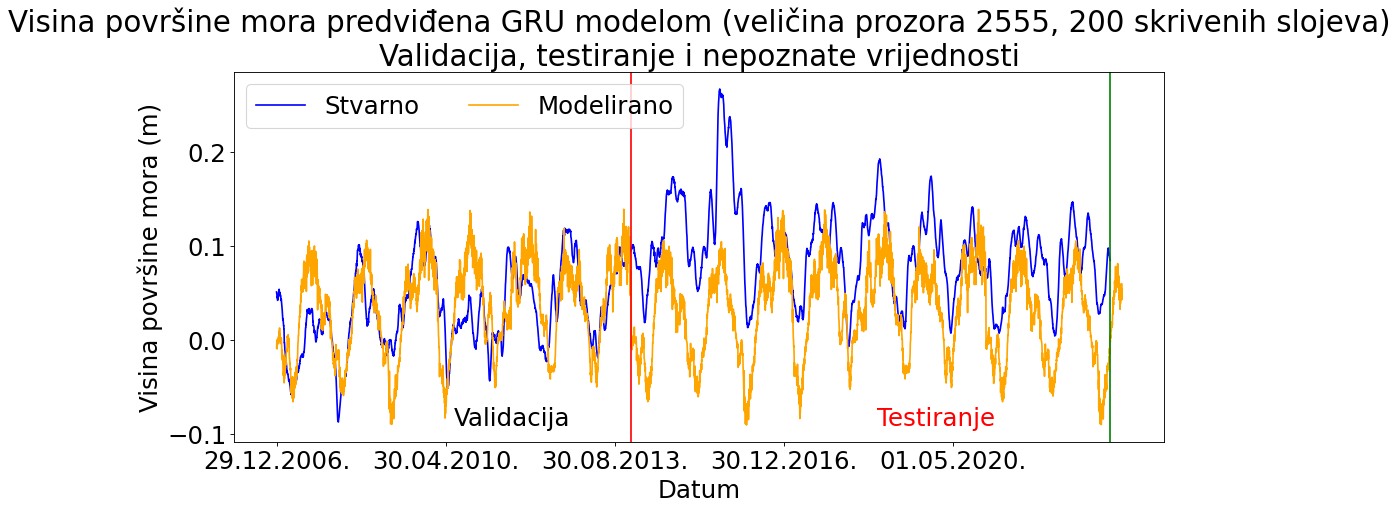 Visina površine mora predviđena GRU modelom (veličina prozora 2555, 200 skrivenih slojeva)
Validacija, testiranje i nepoznate vrijednosti
Stvarno
Modelirano
Visina površine mora (m)
0.2
0.1
0.0
−0.1
Validacija
Testiranje
29.12.2006.
30.04.2010.
30.08.2013.
30.12.2016.
01.05.2020.
Datum